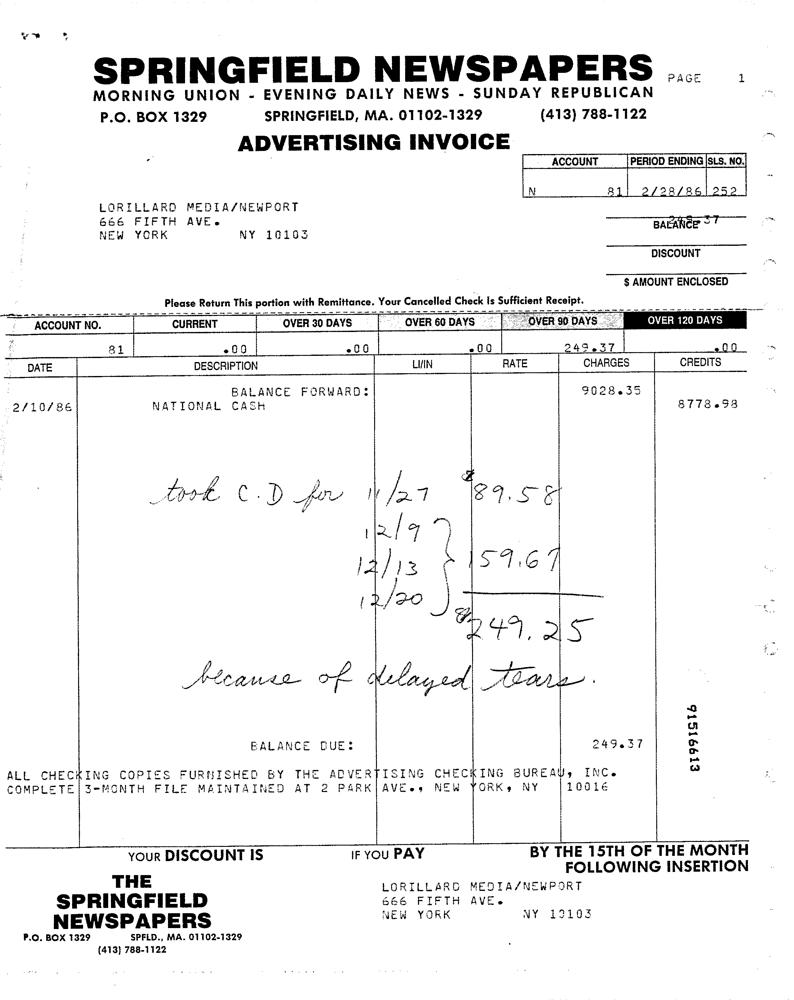 SPRINGFIELD NEWSPAPERS PAGE 1
MORNING UNION - EVENING DAILY NEWS - SUNDAY REPUBLICAN
P.O. BOX 1329 SPRINGFIELD, MA. 01102-1329 (413) 788-1122
ADVERTISING INVOICE
ACCOUNT PERIOD ENDING SLS. NO.
N 81 2/28/86 252
LORILLARD MEDIA/NEWPORT
666 FIFTH AVE.
NEW YORK NY 10103
249.37
BALANCE
DISCOUNT
$ AMOUNT ENCLOSED
Please Return This portion with Remittance. Your Cancelled Check Is Sufficient Receipt.
ACCOUNT NO. CURRENT OVER 30 DAYS OVER 60 DAYS OVER 90 DAYS OVER 120 DAYS
81 .00 .00 .00 249.37 .00
DATE DESCRIPTION LI/IN RATE CHARGES CREDITS
BALANCE FORWARD: 9028.35
2/10/86 NATIONAL CASH 8778.98
took C.D for 11/27 $89.58
12/9
12/13 159.67
12/20
$249.25
because of delayed tears.
BALANCE DUE: 249.37
91516613
ALL CHECKING COPIES FURNISHED BY THE ADVERTISING CHECKING BUREAU, INC.
COMPLETE 3-MONTH FILE MAINTAINED AT 2 PARK AVE., NEW YORK, NY 10016
YOUR DISCOUNT IS IF YOU PAY BY THE 15TH OF THE MONTH
FOLLOWING INSERTION
THE
SPRINGFIELD
NEWSPAPERS
P.O. BOX 1329 SPFLD., MA. 01102-1329
(413) 788-1122
LORILLARD MEDIA/NEWPORT
666 FIFTH AVE.
NEW YORK NY 10103